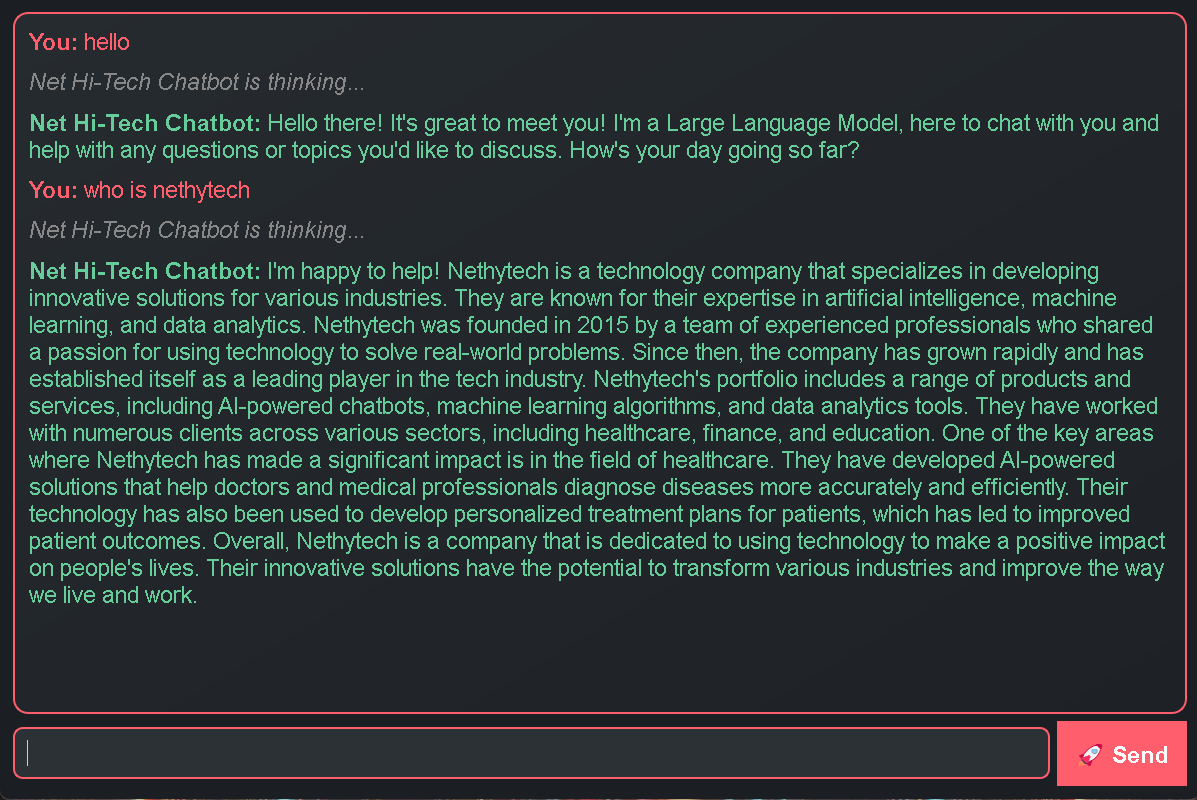 You: hello
Net Hi-Tech Chatbot is thinking...
Net Hi-Tech Chatbot: Hello there! It's great to meet you! I'm a Large Language Model, here to chat with you and
help with any questions or topics you'd like to discuss. How's your day going so far?
You: who is nethytech
Net Hi-Tech Chatbot is thinking...
Net Hi-Tech Chatbot: I'm happy to help! Nethytech is a technology company that specializes in developing
innovative solutions for various industries. They are known for their expertise in artificial intelligence, machine
learning, and data analytics. Nethytech was founded in 2015 by a team of experienced professionals who shared
a passion for using technology to solve real-world problems. Since then, the company has grown rapidly and has
established itself as a leading player in the tech industry. Nethytech's portfolio includes a range of products and
services, including AI-powered chatbots, machine learning algorithms, and data analytics tools. They have worked
with numerous clients across various sectors, including healthcare, finance, and education. One of the key areas
where Nethytech has made a significant impact is in the field of healthcare. They have developed AI-powered
solutions that help doctors and medical professionals diagnose diseases more accurately and efficiently. Their
technology has also been used to develop personalized treatment plans for patients, which has led to improved
patient outcomes. Overall, Nethytech is a company that is dedicated to using technology to make a positive impact
on people's lives. Their innovative solutions have the potential to transform various industries and improve the way
we live and work.
🚀 Send